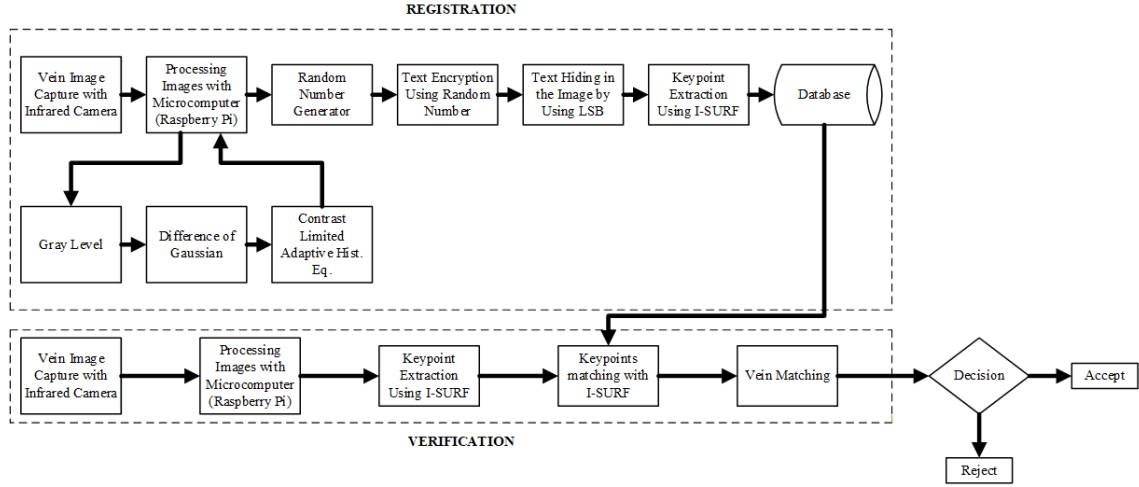 REGISTRATION
Vein Image
Capture with
Infrared Camera
Processing
Images with
Microcomputer
(Raspberry Pi)
Random
Number
Generator
Text Encryption
Using Random
Number
Text Hiding in
the Image by
Using LSB
Keypoint
Extraction
Using I-SURF
Database
Gray Level
Difference of
Gaussian
Contrast
Limited
Adaptive Hist.
Eq.
Vein Image
Capture with
Infrared Camera
Processing
Images with
Microcomputer
(Raspberry Pi)
Keypoint
Extraction
Using I-SURF
Keypoints
matching with
I-SURF
Vein Matching
Decision
Accept
Reject
VERIFICATION